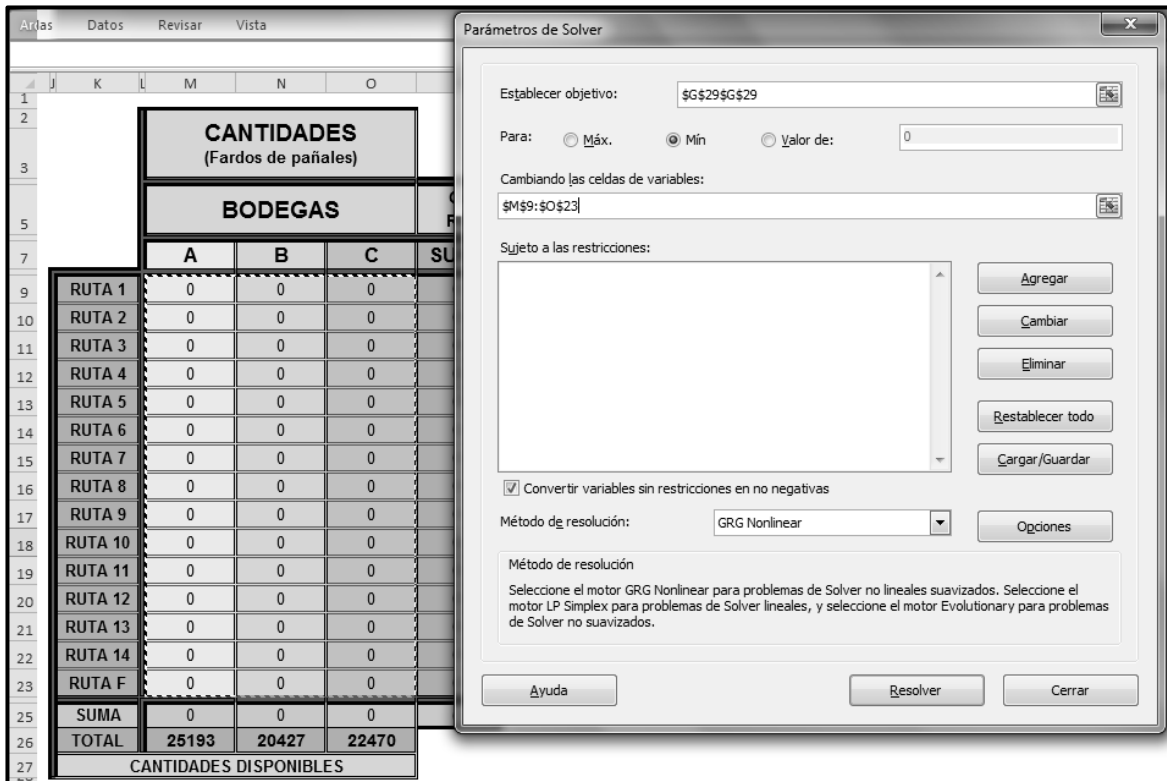 Datos Revisar Vista
J K L M N O
1
2
3
5
7
9
10
11
12
13
14
15
16
17
18
19
20
21
22
23
25
26
27
CANTIDADES
(Fardos de pañales)
BODEGAS
A B C SU
RUTA 1 0 0 0
RUTA 2 0 0 0
RUTA 3 0 0 0
RUTA 4 0 0 0
RUTA 5 0 0 0
RUTA 6 0 0 0
RUTA 7 0 0 0
RUTA 8 0 0 0
RUTA 9 0 0 0
RUTA 10 0 0 0
RUTA 11 0 0 0
RUTA 12 0 0 0
RUTA 13 0 0 0
RUTA 14 0 0 0
RUTA F 0 0 0
SUMA 0 0 0
TOTAL 25193 20427 22470
CANTIDADES DISPONIBLES
Parámetros de Solver
Establecer objetivo: $G$29$G$29
Para: Máx. Mín Valor de: 0
Cambiando las celdas de variables:
$M$9:$O$23
Sujeto a las restricciones:
Agregar
Cambiar
Eliminar
Restablecer todo
Cargar/Guardar
Convertir variables sin restricciones en no negativas
Método de resolución: GRG Nonlinear Opciones
Método de resolución
Seleccione el motor GRG Nonlinear para problemas de Solver no lineales suavizados. Seleccione el
motor LP Simplex para problemas de Solver lineales, y seleccione el motor Evolutionary para problemas
de Solver no suavizados.
Ayuda Resolver Cerrar